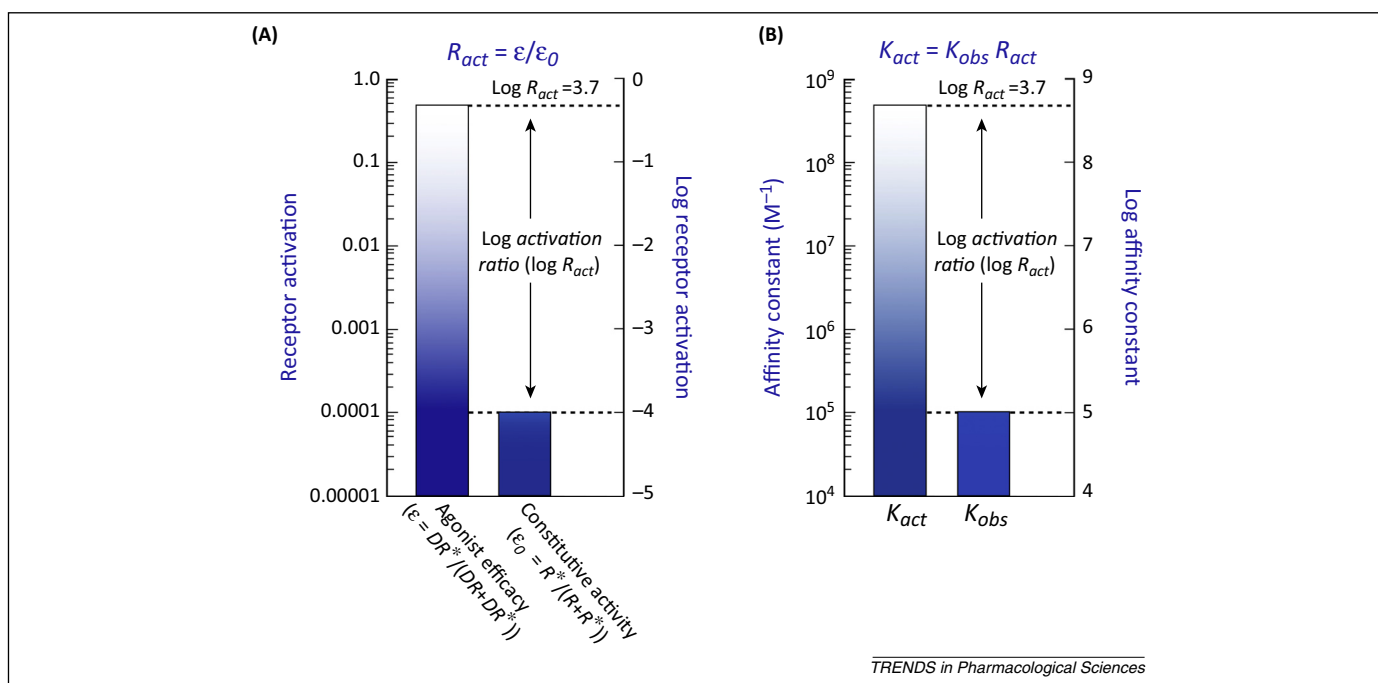 (A)
R_act = ε/ε_0
1.0
0.1
0.01
0.001
0.0001
0.00001
Receptor activation
Log R_act =3.7
Log activation
ratio (log R_act)
0
−1
−2
−3
−4
−5
Log receptor activation
Agonist efficacy
(ε = DR*/(DR+DR*))
Constitutive activity
(ε_0 = R*/(R+R*))
(B)
K_act = K_obs R_act
10^9
10^8
10^7
10^6
10^5
10^4
Affinity constant (M^−1)
Log R_act =3.7
Log activation
ratio (log R_act)
9
8
7
6
5
4
Log affinity constant
K_act
K_obs
TRENDS in Pharmacological Sciences